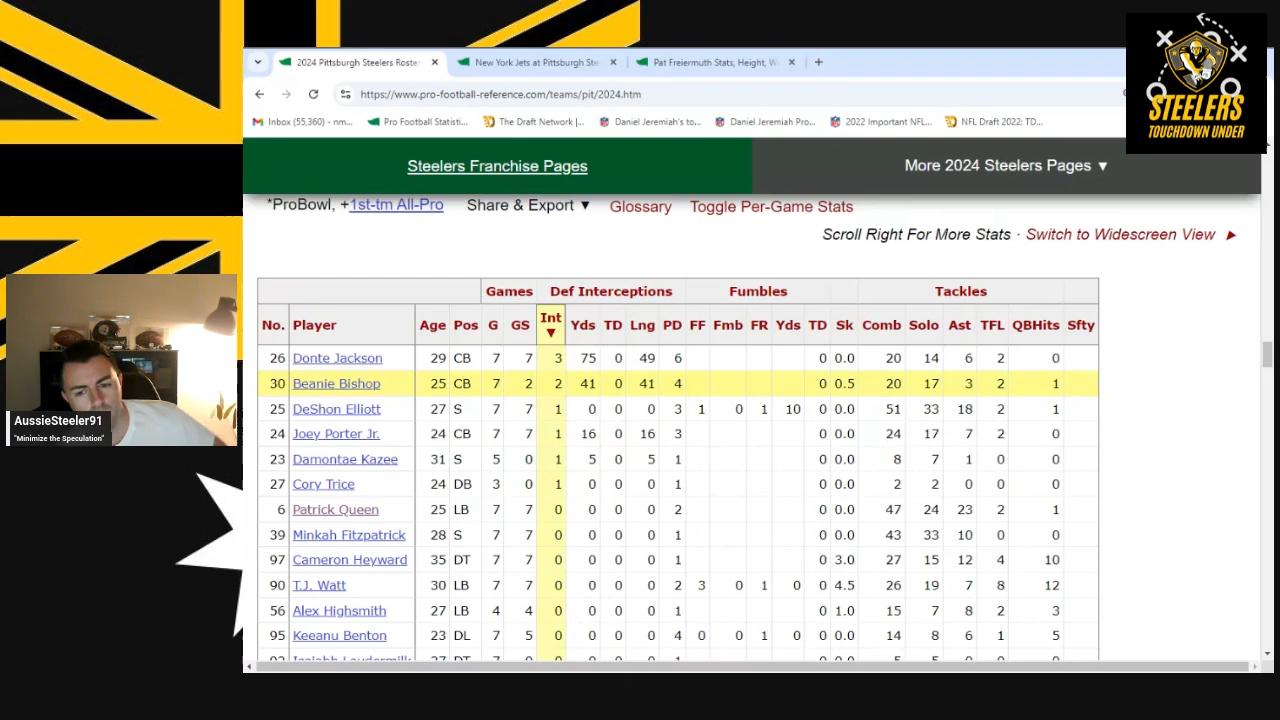 2024 Pittsburgh Steelers Roste
New York Jets at Pittsburgh Ste
Pat Freiermuth Stats, Height, W
https://www.pro-football-reference.com/teams/pit/2024.htm
Inbox (55,360) - nm...
Pro Football Statisti...
The Draft Network |...
Daniel Jeremiah's to...
Daniel Jeremiah Pro...
2022 Important NFL...
NFL Draft 2022: TD...
STEELERS
TOUCHDOWN UNDER
Steelers Franchise Pages
More 2024 Steelers Pages ▼
*ProBowl, +1st-tm All-Pro
Share & Export ▼
Glossary
Toggle Per-Game Stats
Scroll Right For More Stats · Switch to Widescreen View ►
Games Def Interceptions Fumbles Tackles
No. Player Age Pos G GS Int ▼ Yds TD Lng PD FF Fmb FR Yds TD Sk Comb Solo Ast TFL QBHits Sfty
26 Donte Jackson 29 CB 7 7 3 75 0 49 6 0 0.0 20 14 6 2 0
30 Beanie Bishop 25 CB 7 2 2 41 0 41 4 0 0.5 20 17 3 2 1
25 DeShon Elliott 27 S 7 7 1 0 0 0 3 1 0 1 10 0 0.0 51 33 18 2 1
24 Joey Porter Jr. 24 CB 7 7 1 16 0 16 3 0 0.0 24 17 7 2 0
23 Damontae Kazee 31 S 5 0 1 5 0 5 1 0 0.0 8 7 1 0 0
27 Cory Trice 24 DB 3 0 1 0 0 0 1 0 0.0 2 2 0 0 0
6 Patrick Queen 25 LB 7 7 0 0 0 0 2 0 0.0 47 24 23 2 1
39 Minkah Fitzpatrick 28 S 7 7 0 0 0 0 1 0 0.0 43 33 10 0 0
97 Cameron Heyward 35 DT 7 7 0 0 0 0 1 0 3.0 27 15 12 4 10
90 T.J. Watt 30 LB 7 7 0 0 0 0 2 3 0 1 0 0 4.5 26 19 7 8 12
56 Alex Highsmith 27 LB 4 4 0 0 0 0 1 0 1.0 15 7 8 2 3
95 Keeanu Benton 23 DL 7 5 0 0 0 0 4 0 0 1 0 0 0.0 14 8 6 1 5
AussieSteeler91
"Minimize the Speculation"